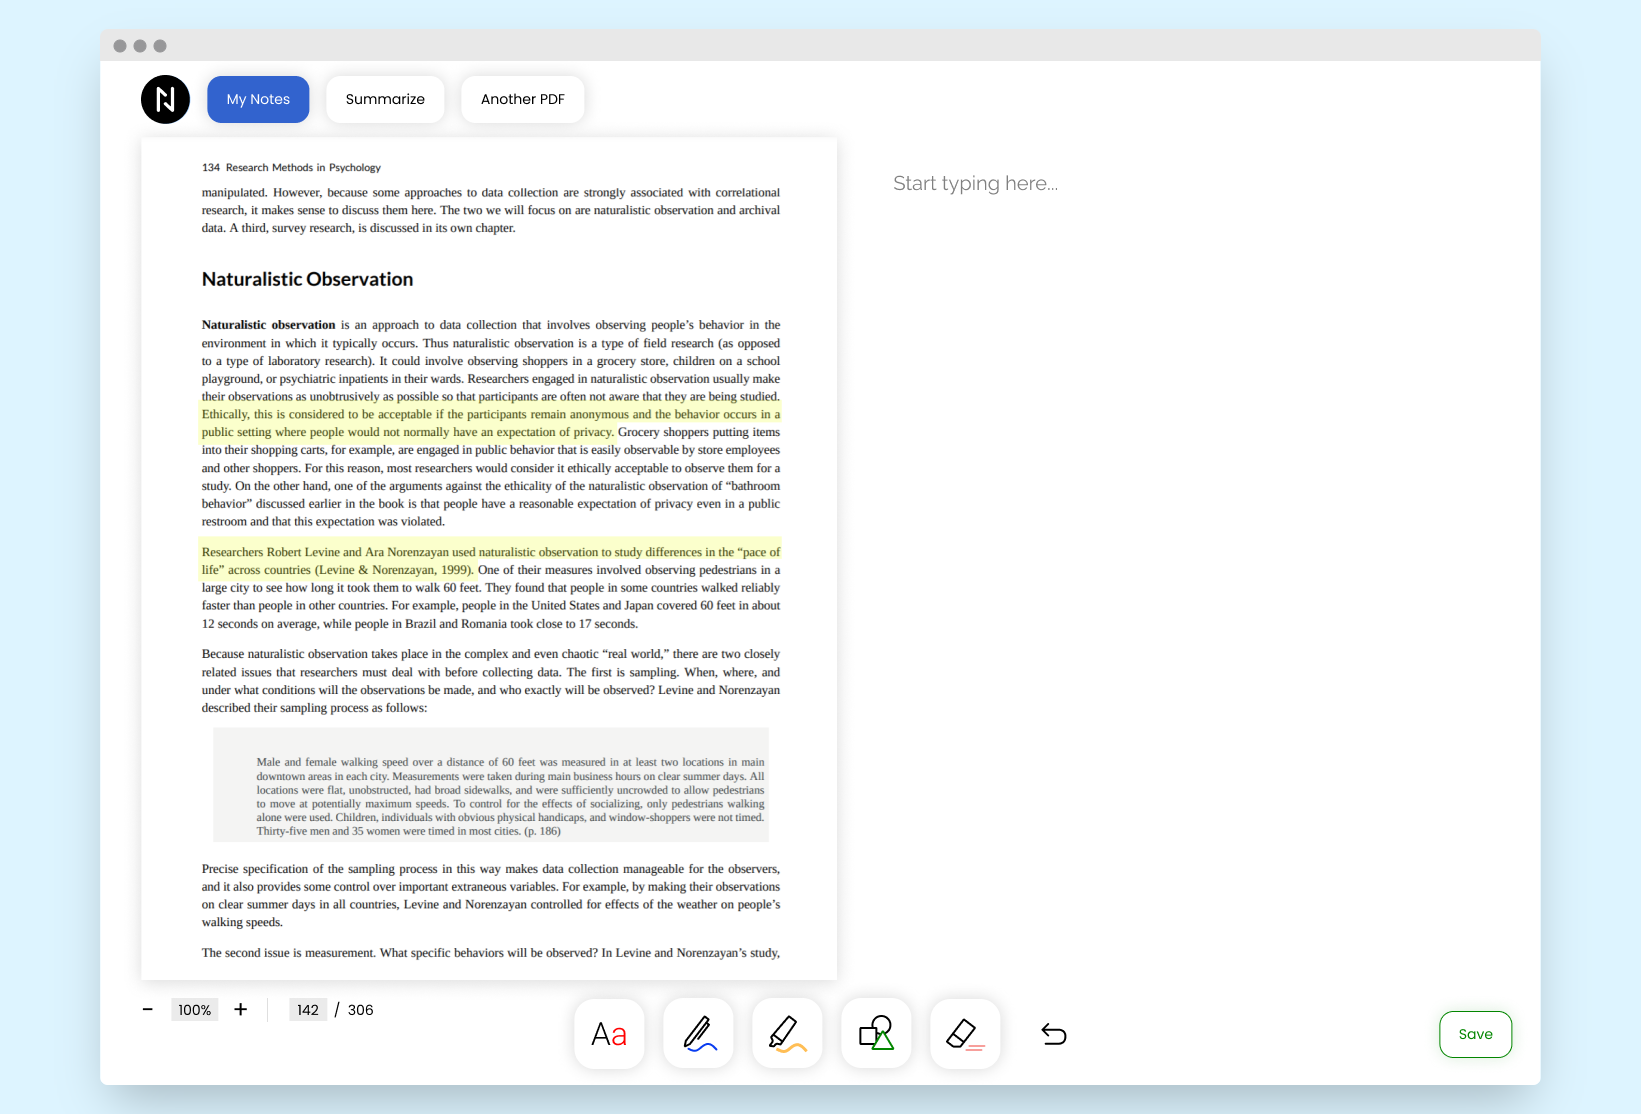 My Notes
Summarize
Another PDF
134 Research Methods in Psychology
manipulated. However, because some approaches to data collection are strongly associated with correlational
research, it makes sense to discuss them here. The two we will focus on are naturalistic observation and archival
data. A third, survey research, is discussed in its own chapter.
Naturalistic Observation
Naturalistic observation is an approach to data collection that involves observing people’s behavior in the
environment in which it typically occurs. Thus naturalistic observation is a type of field research (as opposed
to a type of laboratory research). It could involve observing shoppers in a grocery store, children on a school
playground, or psychiatric inpatients in their wards. Researchers engaged in naturalistic observation usually make
their observations as unobtrusively as possible so that participants are often not aware that they are being studied.
Ethically, this is considered to be acceptable if the participants remain anonymous and the behavior occurs in a
public setting where people would not normally have an expectation of privacy. Grocery shoppers putting items
into their shopping carts, for example, are engaged in public behavior that is easily observable by store employees
and other shoppers. For this reason, most researchers would consider it ethically acceptable to observe them for a
study. On the other hand, one of the arguments against the ethicality of the naturalistic observation of “bathroom
behavior” discussed earlier in the book is that people have a reasonable expectation of privacy even in a public
restroom and that this expectation was violated.
Researchers Robert Levine and Ara Norenzayan used naturalistic observation to study differences in the “pace of
life” across countries (Levine & Norenzayan, 1999). One of their measures involved observing pedestrians in a
large city to see how long it took them to walk 60 feet. They found that people in some countries walked reliably
faster than people in other countries. For example, people in the United States and Japan covered 60 feet in about
12 seconds on average, while people in Brazil and Romania took close to 17 seconds.
Because naturalistic observation takes place in the complex and even chaotic “real world,” there are two closely
related issues that researchers must deal with before collecting data. The first is sampling. When, where, and
under what conditions will the observations be made, and who exactly will be observed? Levine and Norenzayan
described their sampling process as follows:
Male and female walking speed over a distance of 60 feet was measured in at least two locations in main
downtown areas in each city. Measurements were taken during main business hours on clear summer days. All
locations were flat, unobstructed, had broad sidewalks, and were sufficiently uncrowded to allow pedestrians
to move at potentially maximum speeds. To control for the effects of socializing, only pedestrians walking
alone were used. Children, individuals with obvious physical handicaps, and window-shoppers were not timed.
Thirty-five men and 35 women were timed in most cities. (p. 186)
Precise specification of the sampling process in this way makes data collection manageable for the observers,
and it also provides some control over important extraneous variables. For example, by making their observations
on clear summer days in all countries, Levine and Norenzayan controlled for effects of the weather on people’s
walking speeds.
The second issue is measurement. What specific behaviors will be observed? In Levine and Norenzayan’s study,
Start typing here...
- 100% +
142 / 306
Aa
Save